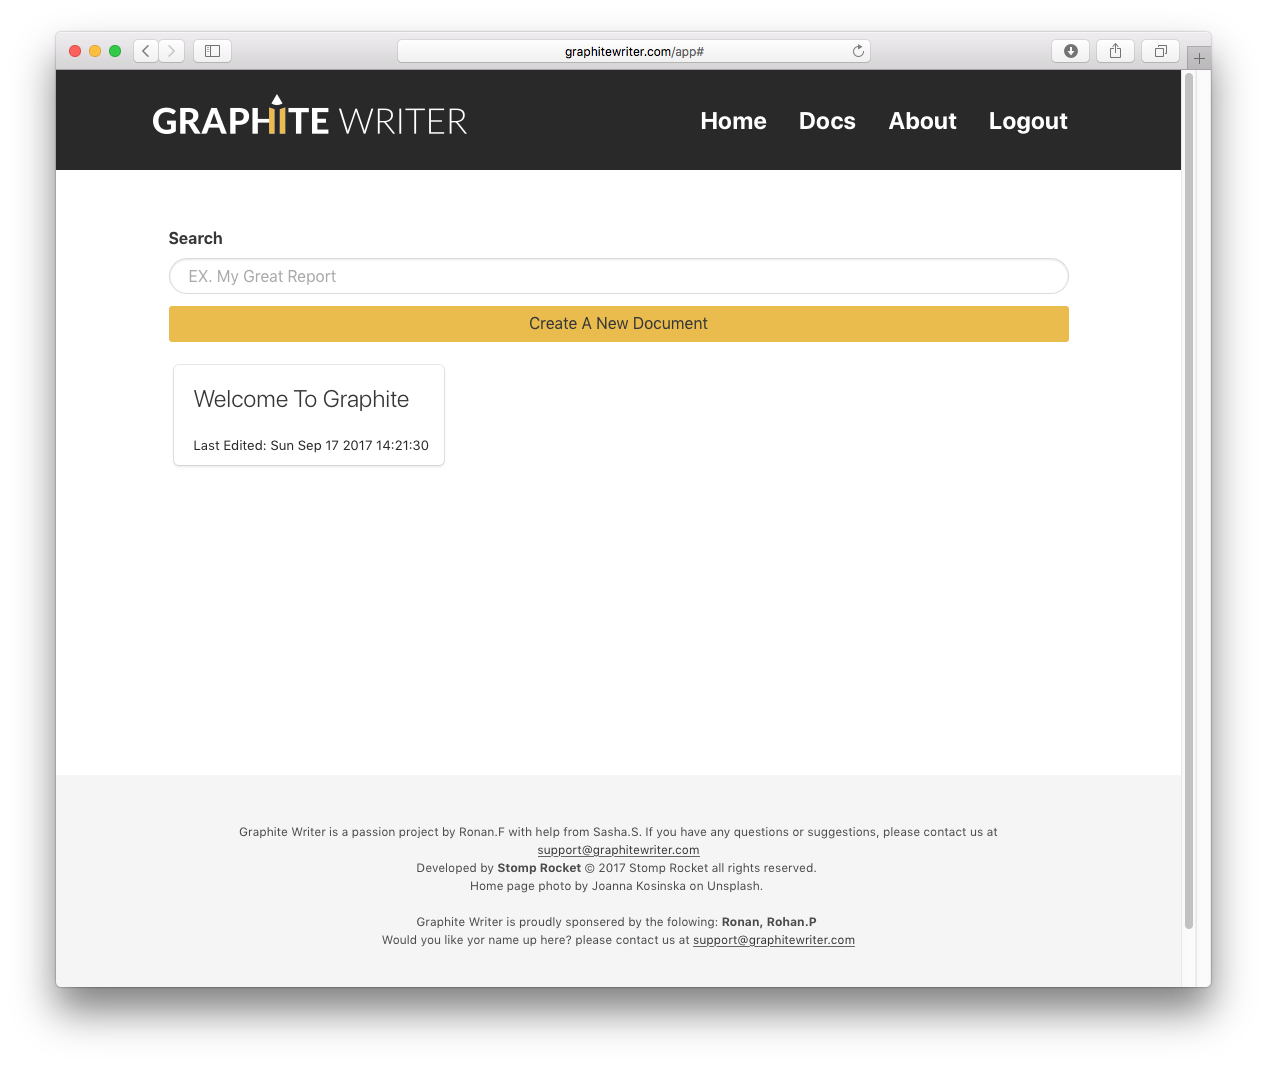 graphitewriter.com/app#
GRAPHITE WRITER
Home Docs About Logout
Search
EX. My Great Report
Create A New Document
Welcome To Graphite
Last Edited: Sun Sep 17 2017 14:21:30
Graphite Writer is a passion project by Ronan.F with help from Sasha.S. If you have any questions or suggestions, please contact us at
support@graphitewriter.com
Developed by Stomp Rocket © 2017 Stomp Rocket all rights reserved.
Home page photo by Joanna Kosinska on Unsplash.
Graphite Writer is proudly sponsered by the folowing: Ronan, Rohan.P
Would you like yor name up here? please contact us at support@graphitewriter.com